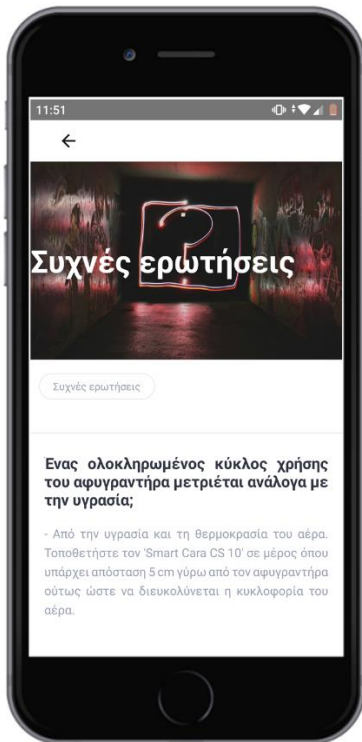 11:51
Συχνές ερωτήσεις
Συχνές ερωτήσεις
Ένας ολοκληρωμένος κύκλος χρήσης
του αφυγραντήρα μετριέται ανάλογα με
την υγρασία;
- Από την υγρασία και τη θερμοκρασία του αέρα.
Τοποθετήστε τον 'Smart Cara CS 10' σε μέρος όπου
υπάρχει απόσταση 5 cm γύρω από τον αφυγραντήρα
ούτως ώστε να διευκολύνεται η κυκλοφορία του
αέρα.